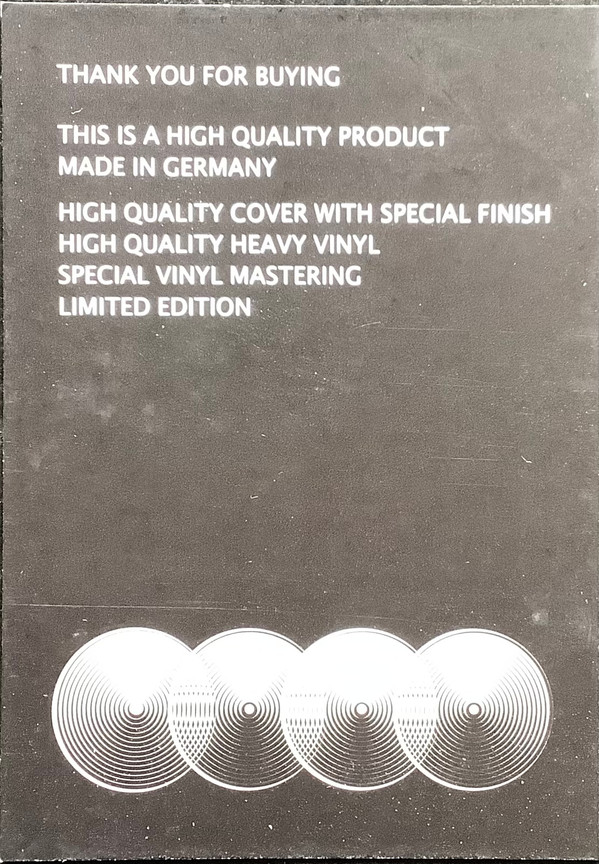 THANK YOU FOR BUYING
THIS IS A HIGH QUALITY PRODUCT
MADE IN GERMANY
HIGH QUALITY COVER WITH SPECIAL FINISH
HIGH QUALITY HEAVY VINYL
SPECIAL VINYL MASTERING
LIMITED EDITION